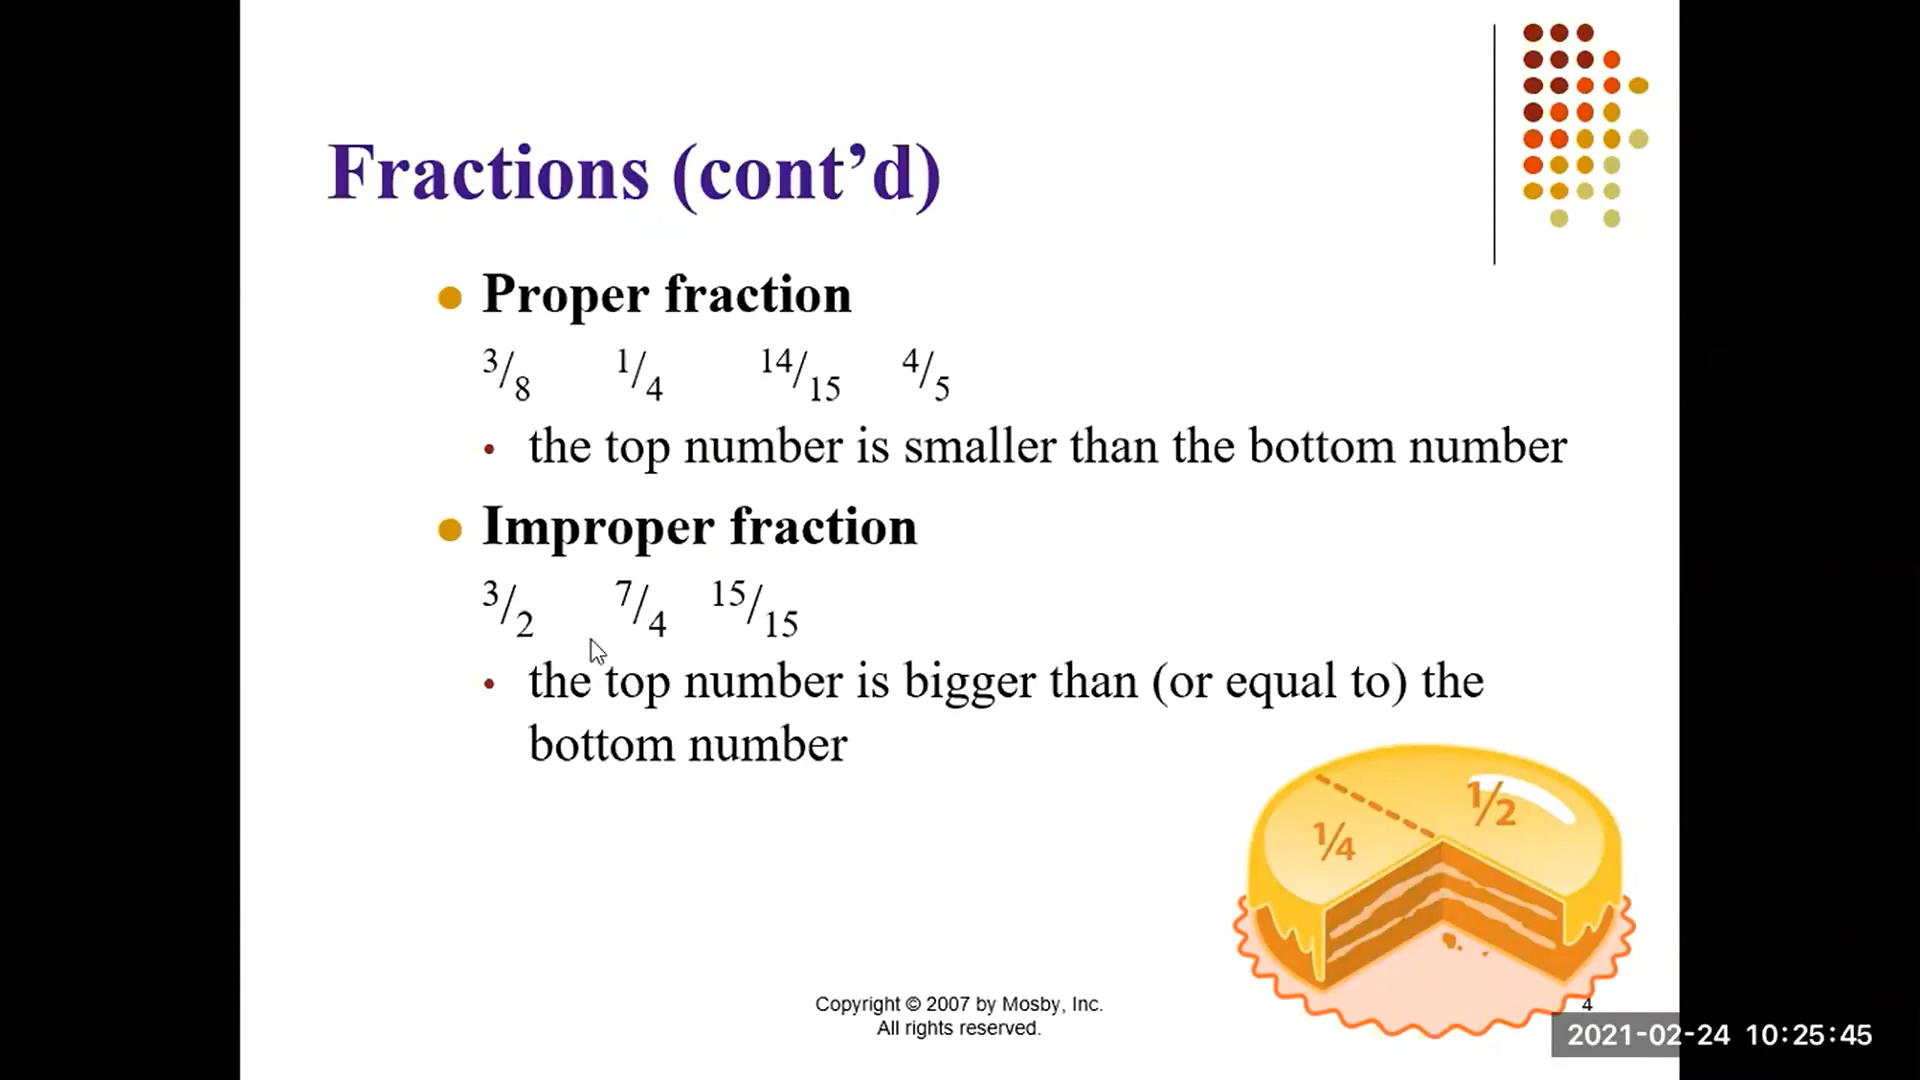 Fractions (cont’d)
Proper fraction
3/8 1/4 14/15 4/5
the top number is smaller than the bottom number
Improper fraction
3/2 7/4 15/15
the top number is bigger than (or equal to) the
bottom number
1/2
1/4
Copyright © 2007 by Mosby, Inc.
All rights reserved.
4
2021-02-24 10:25:45